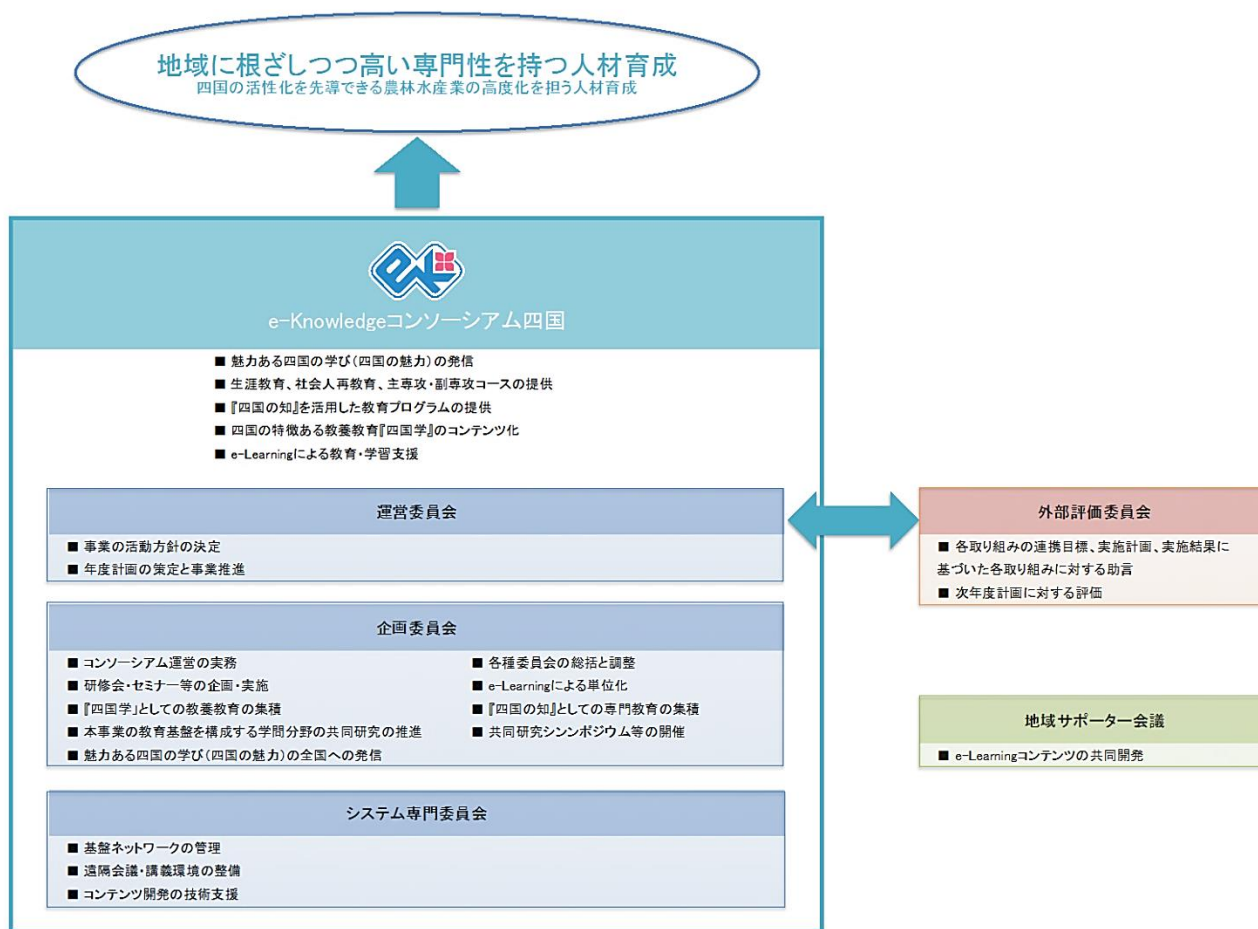 地域に根ざしつつ高い専門性を持つ人材育成
四国の活性化を先導できる農林水産業の高度化を担う人材育成
e-Knowledgeコンソーシアム四国
■ 魅力ある四国の学び(四国の魅力)の発信
■ 生涯教育、社会人再教育、主専攻・副専攻コースの提供
■ 『四国の知』を活用した教育プログラムの提供
■ 四国の特徴ある教養教育『四国学』のコンテンツ化
■ e-Learningによる教育・学習支援
運営委員会
■ 事業の活動方針の決定
■ 年度計画の策定と事業推進
企画委員会
■ コンソーシアム運営の実務
■ 研修会・セミナー等の企画・実施
■ 『四国学』としての教養教育の集積
■ 本事業の教育基盤を構成する学問分野の共同研究の推進
■ 魅力ある四国の学び(四国の魅力)の全国への発信
■ 各種委員会の総括と調整
■ e-Learningによる単位化
■ 『四国の知』としての専門教育の集積
■ 共同研究シンンポジウム等の開催
システム専門委員会
■ 基盤ネットワークの管理
■ 遠隔会議・講義環境の整備
■ コンテンツ開発の技術支援
外部評価委員会
■ 各取り組みの連携目標、実施計画、実施結果に
基づいた各取り組みに対する助言
■ 次年度計画に対する評価
地域サポーター会議
■ e-Learningコンテンツの共同開発